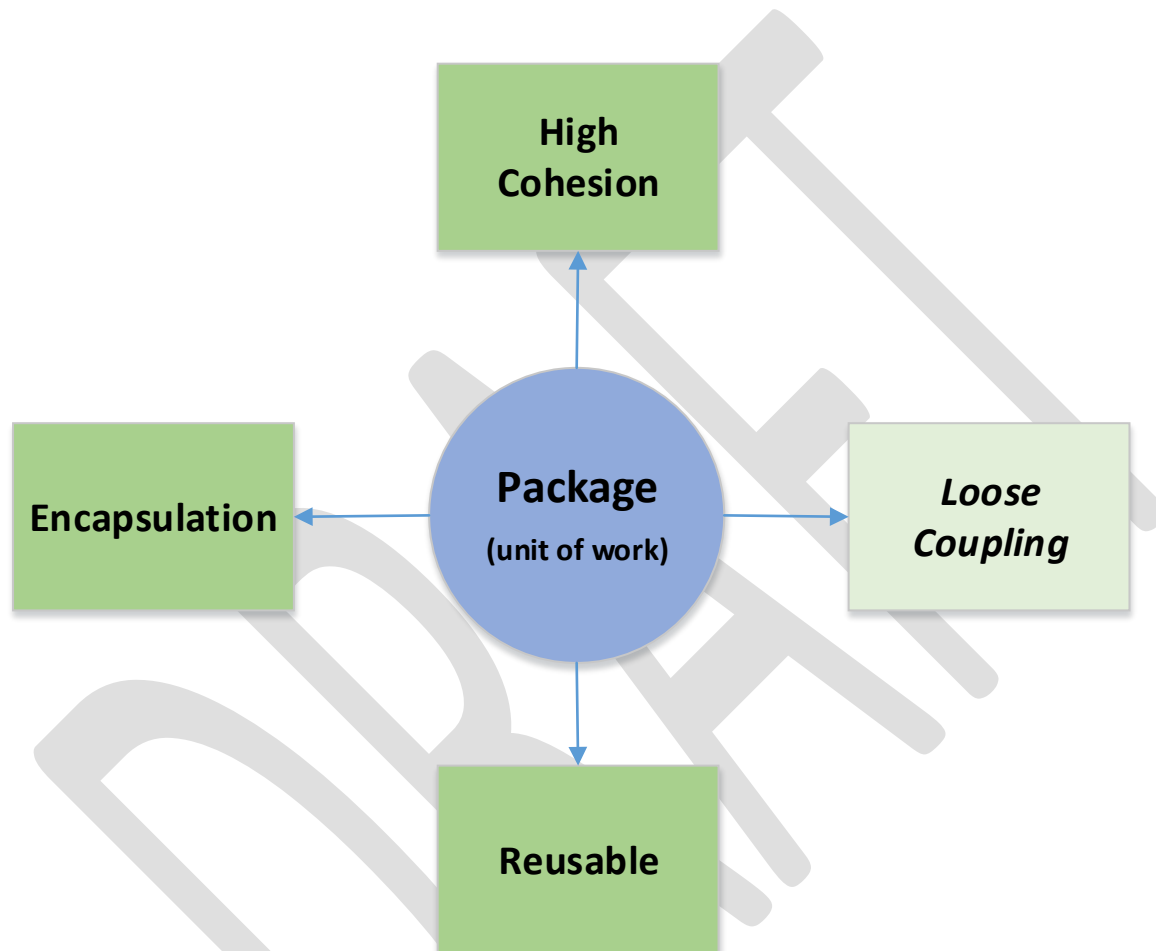 High
Cohesion
Encapsulation
Package
(unit of work)
Loose
Coupling
Reusable
DRAFT